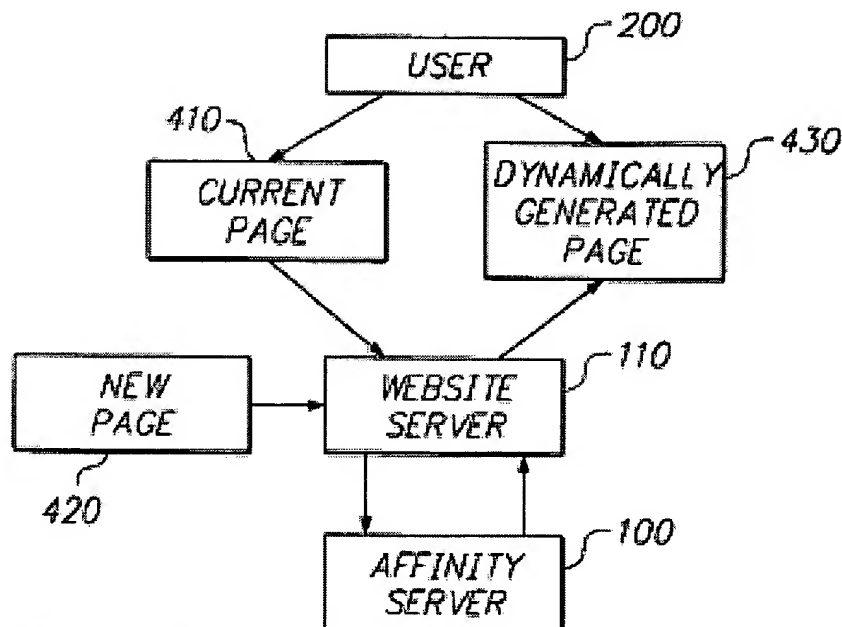 200
USER
410
430
CURRENT
PAGE
DYNAMICALLY
GENERATED
PAGE
110
NEW
PAGE
WEBSITE
SERVER
420
100
AFFINITY
SERVER